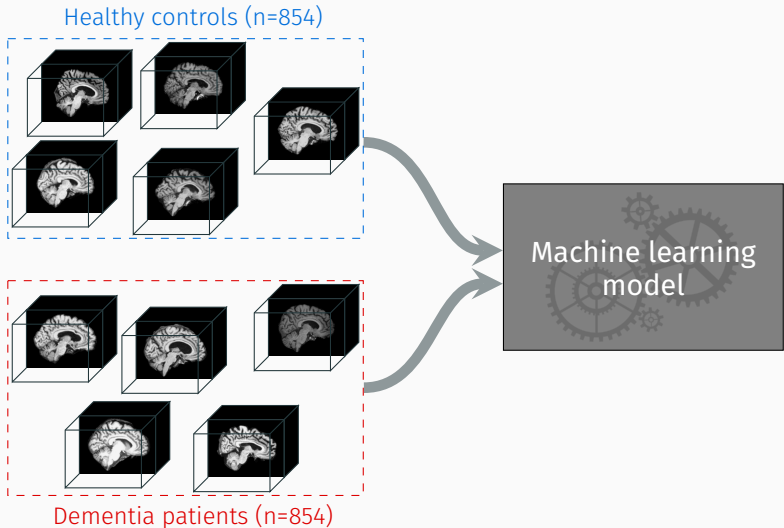 Healthy controls (n=854)
Machine learning
model
Dementia patients (n=854)